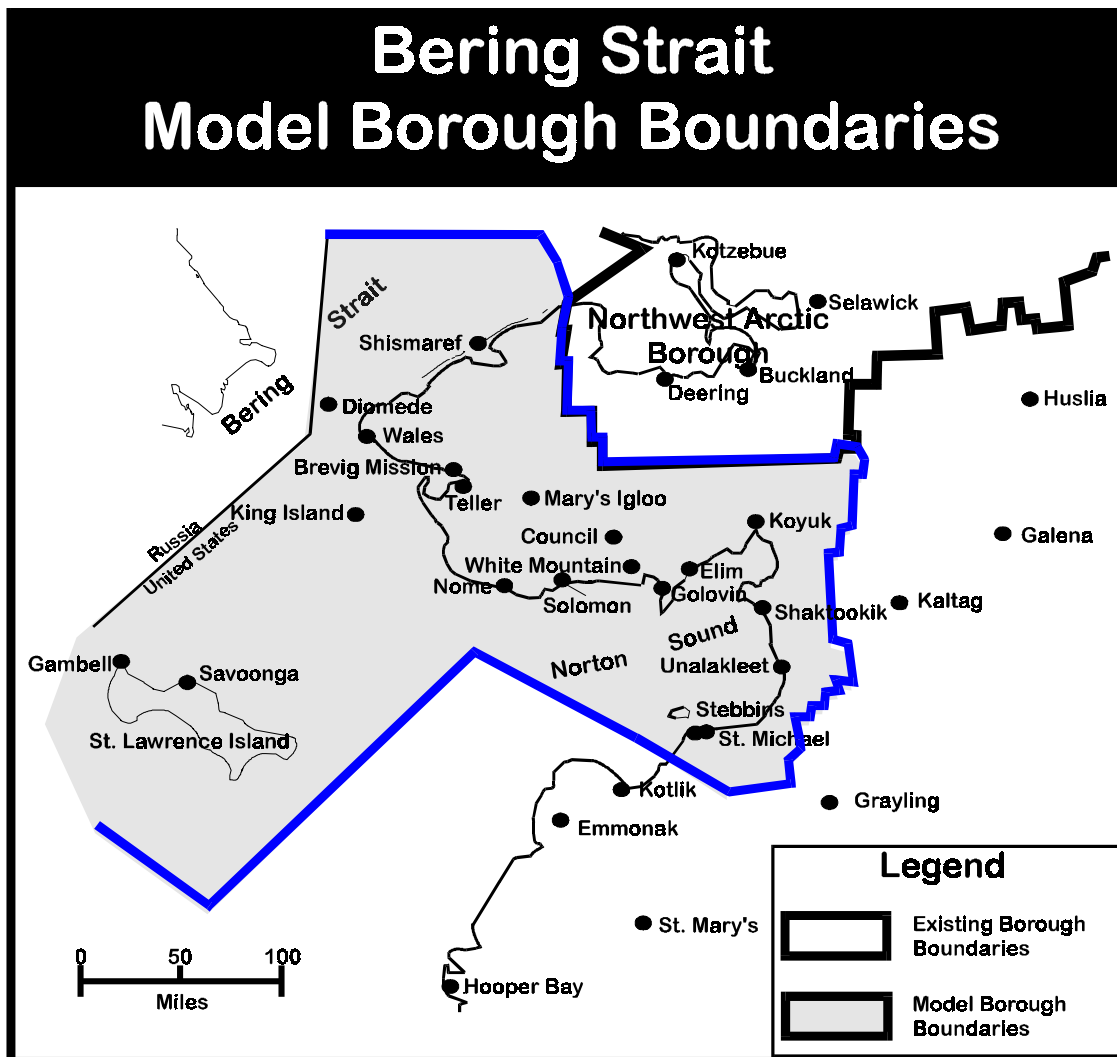 Bering Strait
Model Borough Boundaries
Kotzebue
Selawick
Strait
Northwest Arctic
Borough
Shismaref
Buckland
Deering
Huslia
Bering
Diomede
Wales
Brevig Mission
Teller
Mary's Igloo
King Island
Koyuk
Russia
United States
Council
Galena
White Mountain
Elim
Nome
Solomon
Golovin
Kaltag
Shaktookik
Sound
Norton
Gambell
Savoonga
Unalakleet
Stebbins
St. Lawrence Island
St. Michael
Kotlik
Grayling
Emmonak
Legend
Existing Borough
Boundaries
St. Mary's
0 50 100
Miles
Hooper Bay
Model Borough
Boundaries